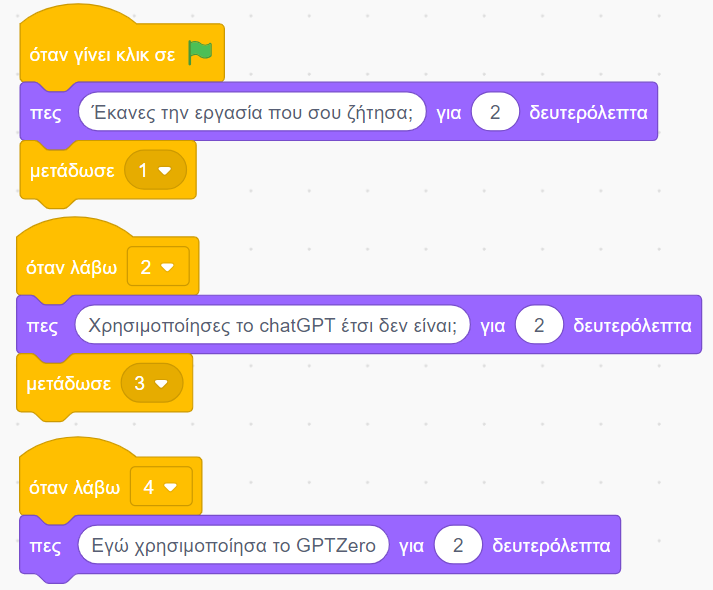 όταν γίνει κλικ σε
πες Έκανες την εργασία που σου ζήτησα; για 2 δευτερόλεπτα
μετάδωσε 1
όταν λάβω 2
πες Χρησιμοποίησες το chatGPT έτσι δεν είναι; για 2 δευτερόλεπτα
μετάδωσε 3
όταν λάβω 4
πες Εγώ χρησιμοποίησα το GPTZero για 2 δευτερόλεπτα